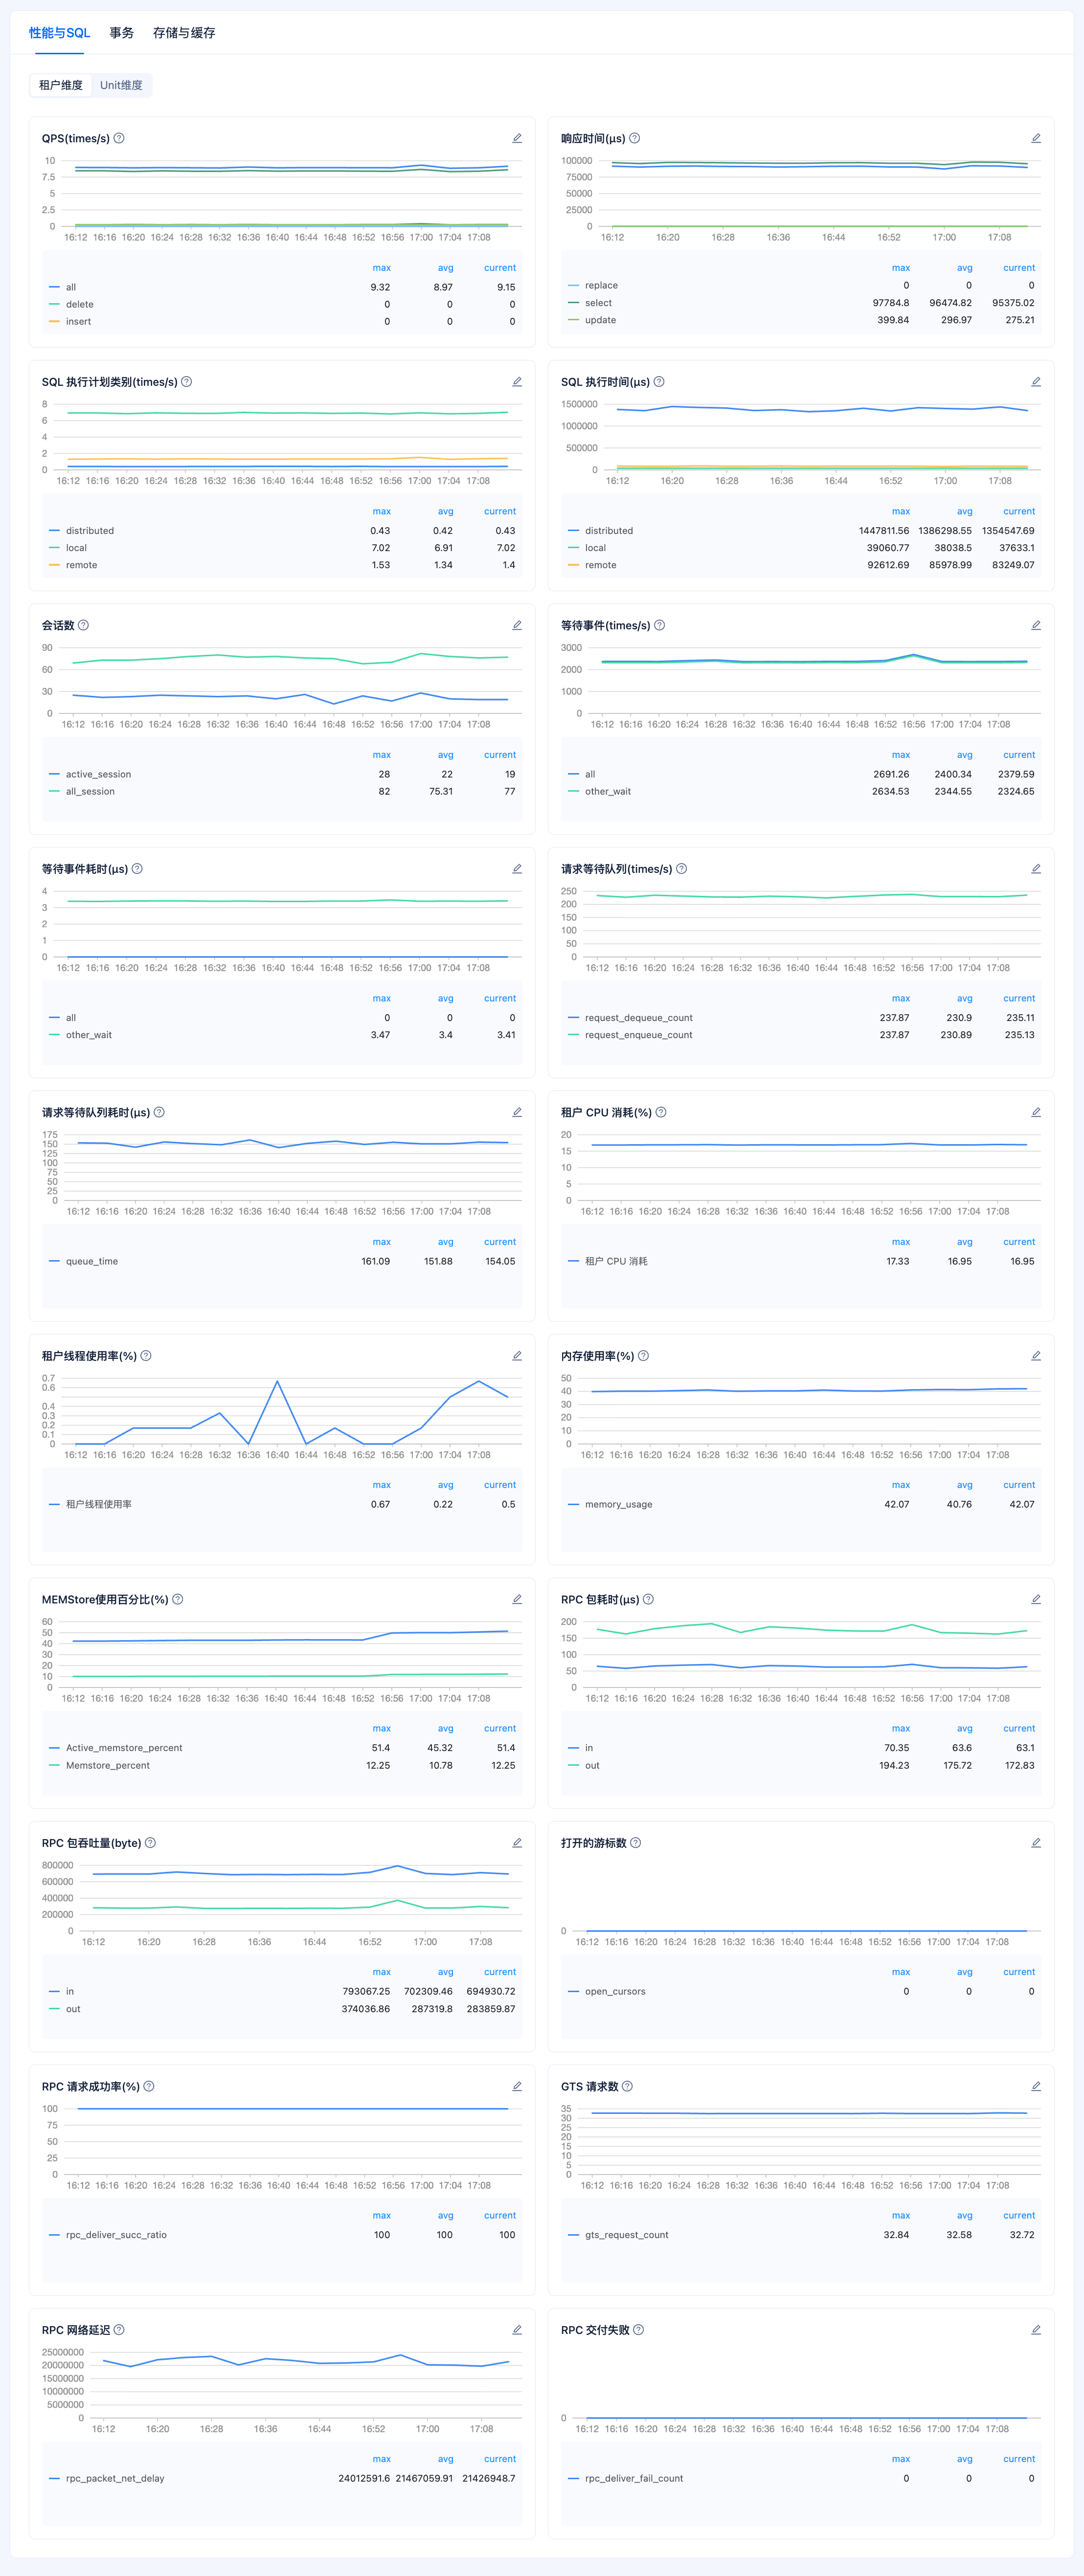 性能与SQL 事务 存储与缓存
租户维度 Unit维度
QPS(times/s)
10
7.5
5
2.5
0
16:12 16:16 16:20 16:24 16:28 16:32 16:36 16:40 16:44 16:48 16:52 16:56 17:00 17:04 17:08
max avg current
all 9.32 8.97 9.15
delete 0 0 0
insert 0 0 0
响应时间(μs)
100000
75000
50000
25000
0
16:12 16:20 16:28 16:36 16:44 16:52 17:00 17:08
max avg current
replace 0 0 0
select 97784.8 96474.82 95375.02
update 399.84 296.97 275.21
SQL 执行计划类别(times/s)
8
6
4
2
0
16:12 16:16 16:20 16:24 16:28 16:32 16:36 16:40 16:44 16:48 16:52 16:56 17:00 17:04 17:08
max avg current
distributed 0.43 0.42 0.43
local 7.02 6.91 7.02
remote 1.53 1.34 1.4
SQL 执行时间(μs)
1500000
1000000
500000
0
16:12 16:20 16:28 16:36 16:44 16:52 17:00 17:08
max avg current
distributed 1447811.56 1386298.55 1354547.69
local 39060.77 38038.5 37633.1
remote 92612.69 85978.99 83249.07
会话数
90
60
30
0
16:12 16:16 16:20 16:24 16:28 16:32 16:36 16:40 16:44 16:48 16:52 16:56 17:00 17:04 17:08
max avg current
active_session 28 22 19
all_session 82 75.31 77
等待事件(times/s)
3000
2000
1000
0
16:12 16:16 16:20 16:24 16:28 16:32 16:36 16:40 16:44 16:48 16:52 16:56 17:00 17:04 17:08
max avg current
all 2691.26 2400.34 2379.59
other_wait 2634.53 2344.55 2324.65
等待事件耗时(μs)
4
3
2
1
0
16:12 16:16 16:20 16:24 16:28 16:32 16:36 16:40 16:44 16:48 16:52 16:56 17:00 17:04 17:08
max avg current
all 0 0 0
other_wait 3.47 3.4 3.41
请求等待队列(times/s)
250
200
150
100
50
0
16:12 16:16 16:20 16:24 16:28 16:32 16:36 16:40 16:44 16:48 16:52 16:56 17:00 17:04 17:08
max avg current
request_dequeue_count 237.87 230.9 235.11
request_enqueue_count 237.87 230.89 235.13
请求等待队列耗时(μs)
175
150
125
100
75
50
25
0
16:12 16:16 16:20 16:24 16:28 16:32 16:36 16:40 16:44 16:48 16:52 16:56 17:00 17:04 17:08
max avg current
queue_time 161.09 151.88 154.05
租户 CPU 消耗(%)
20
15
10
5
0
16:12 16:16 16:20 16:24 16:28 16:32 16:36 16:40 16:44 16:48 16:52 16:56 17:00 17:04 17:08
max avg current
租户 CPU 消耗 17.33 16.95 16.95
租户线程使用率(%)
0.7
0.6
0.4
0.3
0.2
0.1
0
16:12 16:16 16:20 16:24 16:28 16:32 16:36 16:40 16:44 16:48 16:52 16:56 17:00 17:04 17:08
max avg current
租户线程使用率 0.67 0.22 0.5
内存使用率(%)
50
40
30
20
10
0
16:12 16:16 16:20 16:24 16:28 16:32 16:36 16:40 16:44 16:48 16:52 16:56 17:00 17:04 17:08
max avg current
memory_usage 42.07 40.76 42.07
MEMStore使用百分比(%)
60
50
40
30
20
10
0
16:12 16:16 16:20 16:24 16:28 16:32 16:36 16:40 16:44 16:48 16:52 16:56 17:00 17:04 17:08
max avg current
Active_memstore_percent 51.4 45.32 51.4
Memstore_percent 12.25 10.78 12.25
RPC 包耗时(μs)
200
150
100
50
0
16:12 16:16 16:20 16:24 16:28 16:32 16:36 16:40 16:44 16:48 16:52 16:56 17:00 17:04 17:08
max avg current
in 70.35 63.6 63.1
out 194.23 175.72 172.83
RPC 包吞吐量(byte)
800000
600000
400000
200000
0
16:12 16:20 16:28 16:36 16:44 16:52 17:00 17:08
max avg current
in 793067.25 702309.46 694930.72
out 374036.86 287319.8 283859.87
打开的游标数
0
16:12 16:16 16:20 16:24 16:28 16:32 16:36 16:40 16:44 16:48 16:52 16:56 17:00 17:04 17:08
max avg current
open_cursors 0 0 0
RPC 请求成功率(%)
100
75
50
25
0
16:12 16:16 16:20 16:24 16:28 16:32 16:36 16:40 16:44 16:48 16:52 16:56 17:00 17:04 17:08
max avg current
rpc_deliver_succ_ratio 100 100 100
GTS 请求数
35
30
25
20
15
10
5
0
16:12 16:16 16:20 16:24 16:28 16:32 16:36 16:40 16:44 16:48 16:52 16:56 17:00 17:04 17:08
max avg current
gts_request_count 32.84 32.58 32.72
RPC 网络延迟
25000000
20000000
15000000
10000000
5000000
0
16:12 16:20 16:28 16:36 16:44 16:52 17:00 17:08
max avg current
rpc_packet_net_delay 24012591.6 21467059.91 21426948.7
RPC 交付失败
0
16:12 16:16 16:20 16:24 16:28 16:32 16:36 16:40 16:44 16:48 16:52 16:56 17:00 17:04 17:08
max avg current
rpc_deliver_fail_count 0 0 0